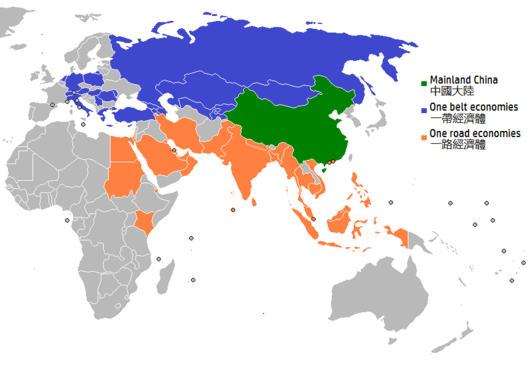 Mainland China
中國大陸
One belt economies
一帶經濟體
One road economies
一路經濟體